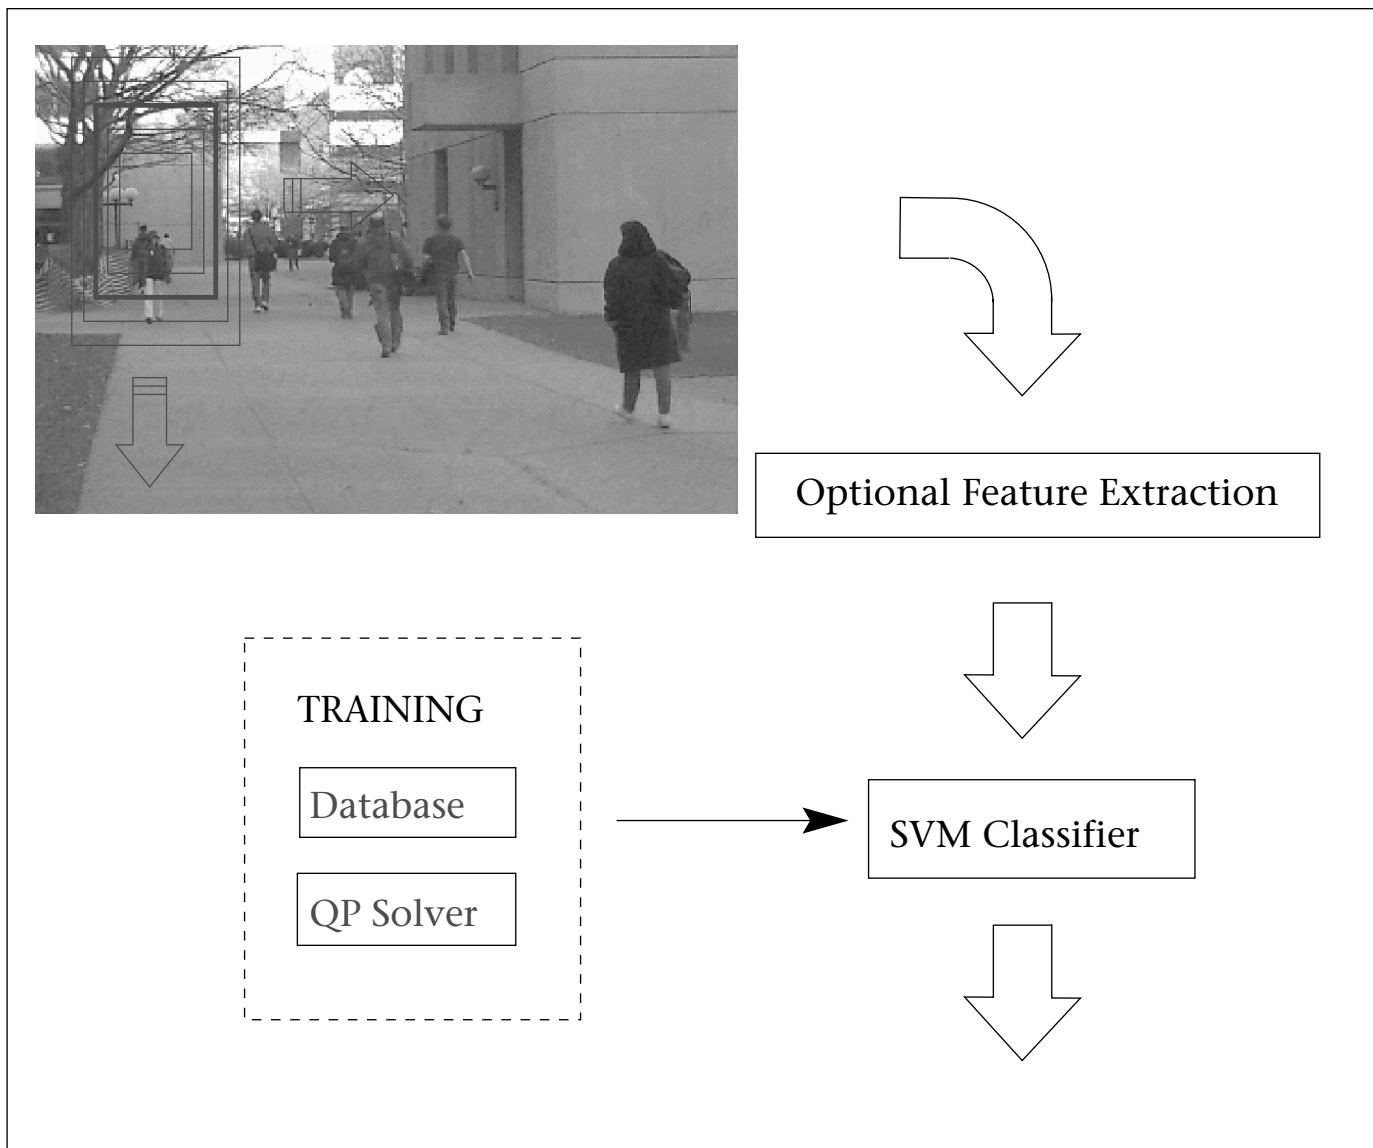 Optional Feature Extraction
TRAINING
Database
SVM Classifier
QP Solver